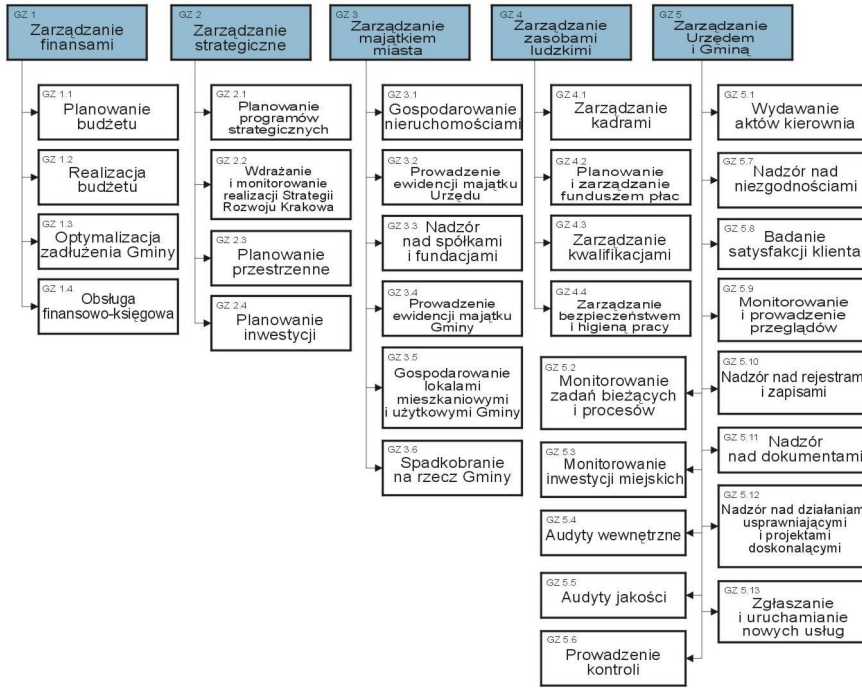 GZ 1
Zarządzanie
finansami
GZ 1.1
Planowanie
budżetu
GZ 1.2
Realizacja
budżetu
GZ 1.3
Optymalizacja
zadłużenia Gminy
GZ 1.4
Obsługa
finansowo-księgowa
GZ 2
Zarządzanie
strategiczne
GZ 2.1
Planowanie
programów
strategicznych
GZ 2.2
Wdrażanie
i monitorowanie
realizacji Strategii
Rozwoju Krakowa
GZ 2.3
Planowanie
przestrzenne
GZ 2.4
Planowanie
inwestycji
GZ 3
Zarządzanie
majątkiem
miasta
GZ 3.1
Gospodarowanie
nieruchomościami
GZ 3.2
Prowadzenie
ewidencji majątku
Urzędu
GZ 3.3
Nadzór
nad spółkami
i fundacjami
GZ 3.4
Prowadzenie
ewidencji majątku
Gminy
GZ 3.5
Gospodarowanie
lokalami
mieszkaniowymi
i użytkowymi Gminy
GZ 3.6
Spadkobranie
na rzecz Gminy
GZ 4
Zarządzanie
zasobami
ludzkimi
GZ 4.1
Zarządzanie
kadrami
GZ 4.2
Planowanie
i zarządzanie
funduszem płac
GZ 4.3
Zarządzanie
kwalifikacjami
GZ 4.4
Zarządzanie
bezpieczeństwem
i higieną pracy
GZ 5
Zarządzanie
Urzędem
i Gminą
GZ 5.1
Wydawanie
aktów kierownia
GZ 5.2
Monitorowanie
zadań bieżących
i procesów
GZ 5.3
Monitorowanie
inwestycji miejskich
GZ 5.4
Audyty wewnętrzne
GZ 5.5
Audyty jakości
GZ 5.6
Prowadzenie
kontroli
GZ 5.7
Nadzór nad
niezgodnościami
GZ 5.8
Badanie
satysfakcji klienta
GZ 5.9
Monitorowanie
i prowadzenie
przeglądów
GZ 5.10
Nadzór nad rejestram
i zapisami
GZ 5.11
Nadzór
nad dokumentami
GZ 5.12
Nadzór nad działaniam
usprawniającymi
i projektami
doskonalącymi
GZ 5.13
Zgłaszanie
i uruchamianie
nowych usług